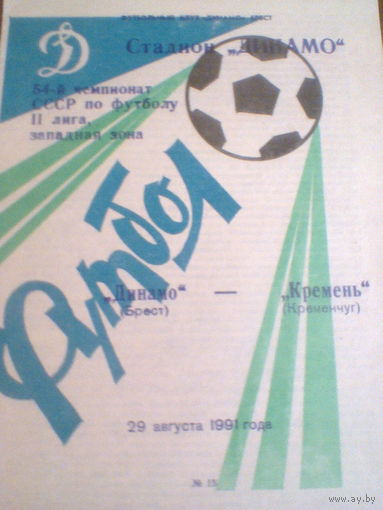 ФУТБОЛЬНЫЙ КЛУБ «ДИНАМО» БРЕСТ
Д
Стадион „ДИНАМО“
54-й чемпионат
СССР по футболу
II лига,
западная зона
Футбол
„Динамо“ — „Кремень“
(Брест) (Кременчуг)
29 августа 1991 года
№ 15
www.ay.by